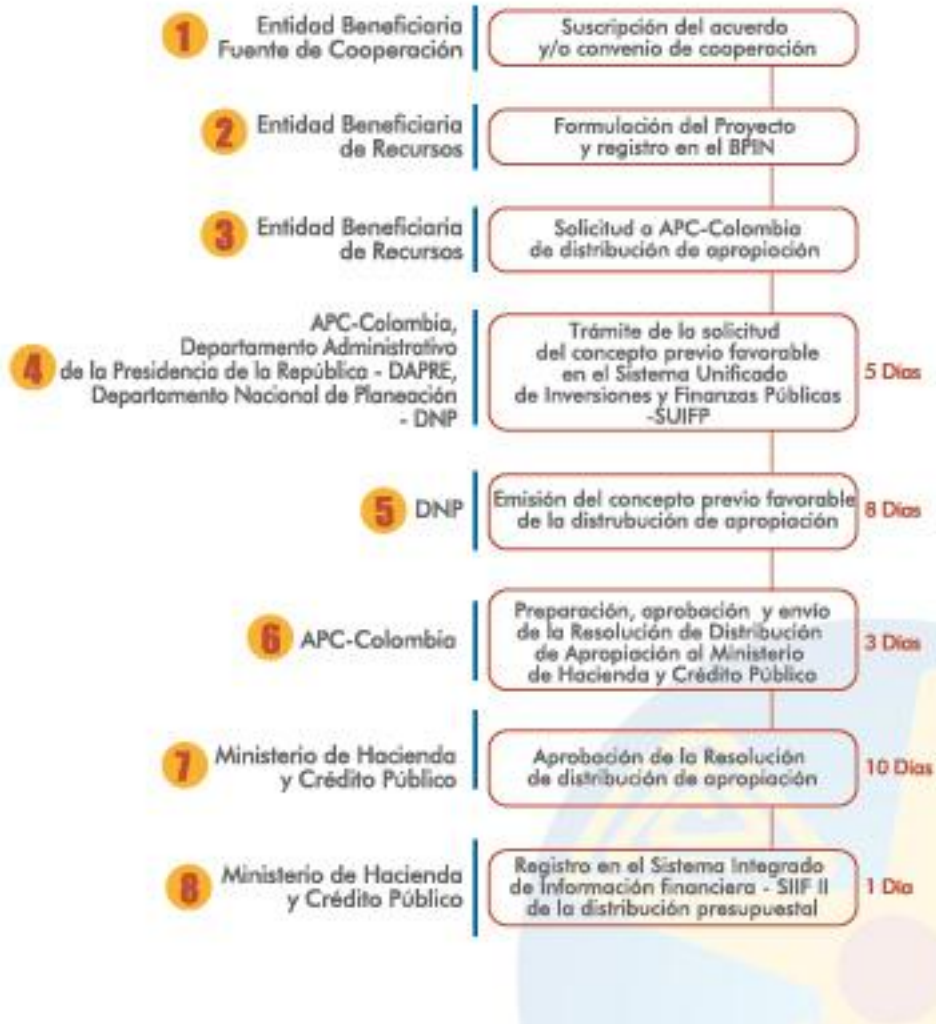 1
Entidad Beneficiaria
Fuente de Cooperación
Suscripción del acuerdo
y/o convenio de cooperación
2
Entidad Beneficiaria
de Recursos
Formulación del Proyecto
y registro en el BPIN
3
Entidad Beneficiaria
de Recursos
Solicitud a APC-Colombia
de distribución de apropiación
4
APC-Colombia,
Departamento Administrativo
de la Presidencia de la República - DAPRE,
Departamento Nacional de Planeación
- DNP
Trámite de la solicitud
del concepto previo favorable
en el Sistema Unificado
de Inversiones y Finanzas Públicas
-SUIFP
5 Días
5
DNP
Emisión del concepto previo favorable
de la distrubución de apropiación
8 Días
6
APC-Colombia
Preparación, aprobación y envío
de la Resolución de Distribución
de Apropiación al Ministerio
de Hacienda y Crédito Público
3 Días
7
Ministerio de Hacienda
y Crédito Público
Aprobación de la Resolución
de distribución de apropiación
10 Días
8
Ministerio de Hacienda
y Crédito Público
Registro en el Sistema Integrado
de Información financiera - SIIF II
de la distribución presupuestal
1 Día